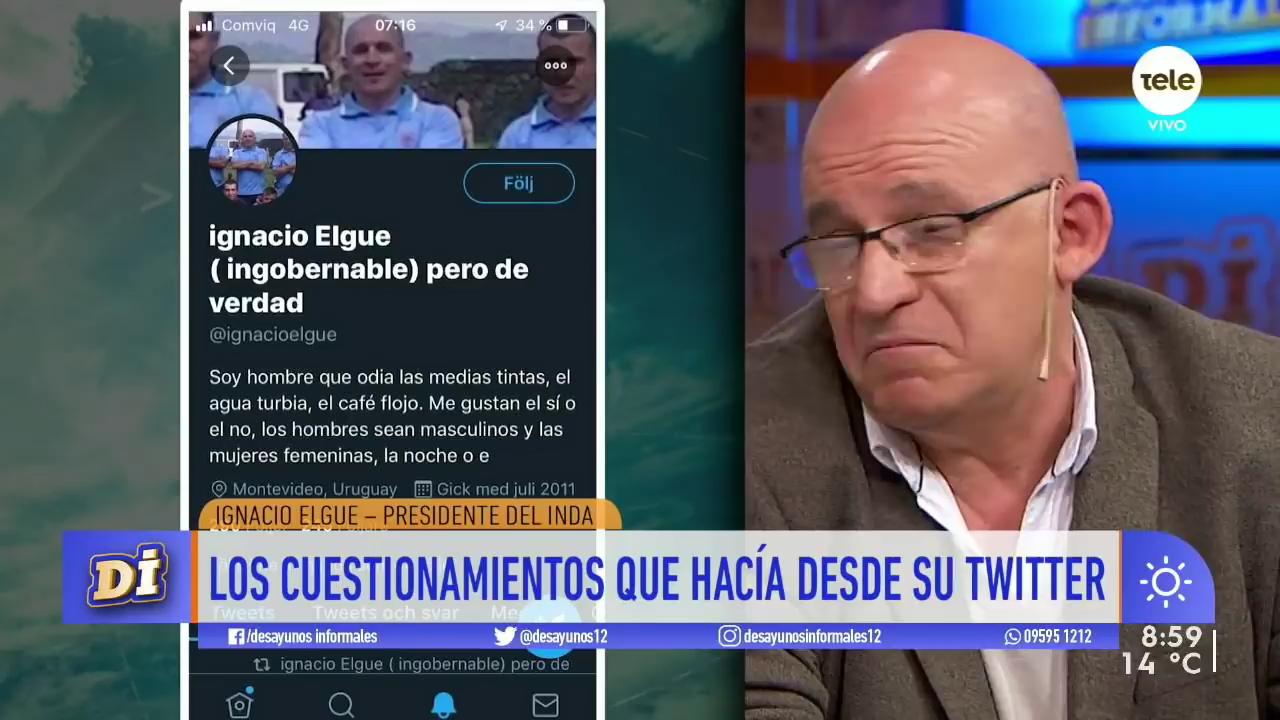 Comviq 4G 07:16 34 %
INFORMA
tele
VIVO
Följ
ignacio Elgue
( ingobernable) pero de
verdad
@ignacioelgue
Soy hombre que odia las medias tintas, el
agua turbia, el café flojo. Me gustan el sí o
el no, los hombres sean masculinos y las
mujeres femeninas, la noche o e
Montevideo, Uruguay Gick med juli 2011
IGNACIO ELGUE – PRESIDENTE DEL INDA
Di
LOS CUESTIONAMIENTOS QUE HACÍA DESDE SU TWITTER
Tweets Tweets och svar Me
/desayunos informales @desayunos12 desayunosinformales12 09595 1212
ignacio Elgue ( ingobernable) pero de
8:59
14 °C